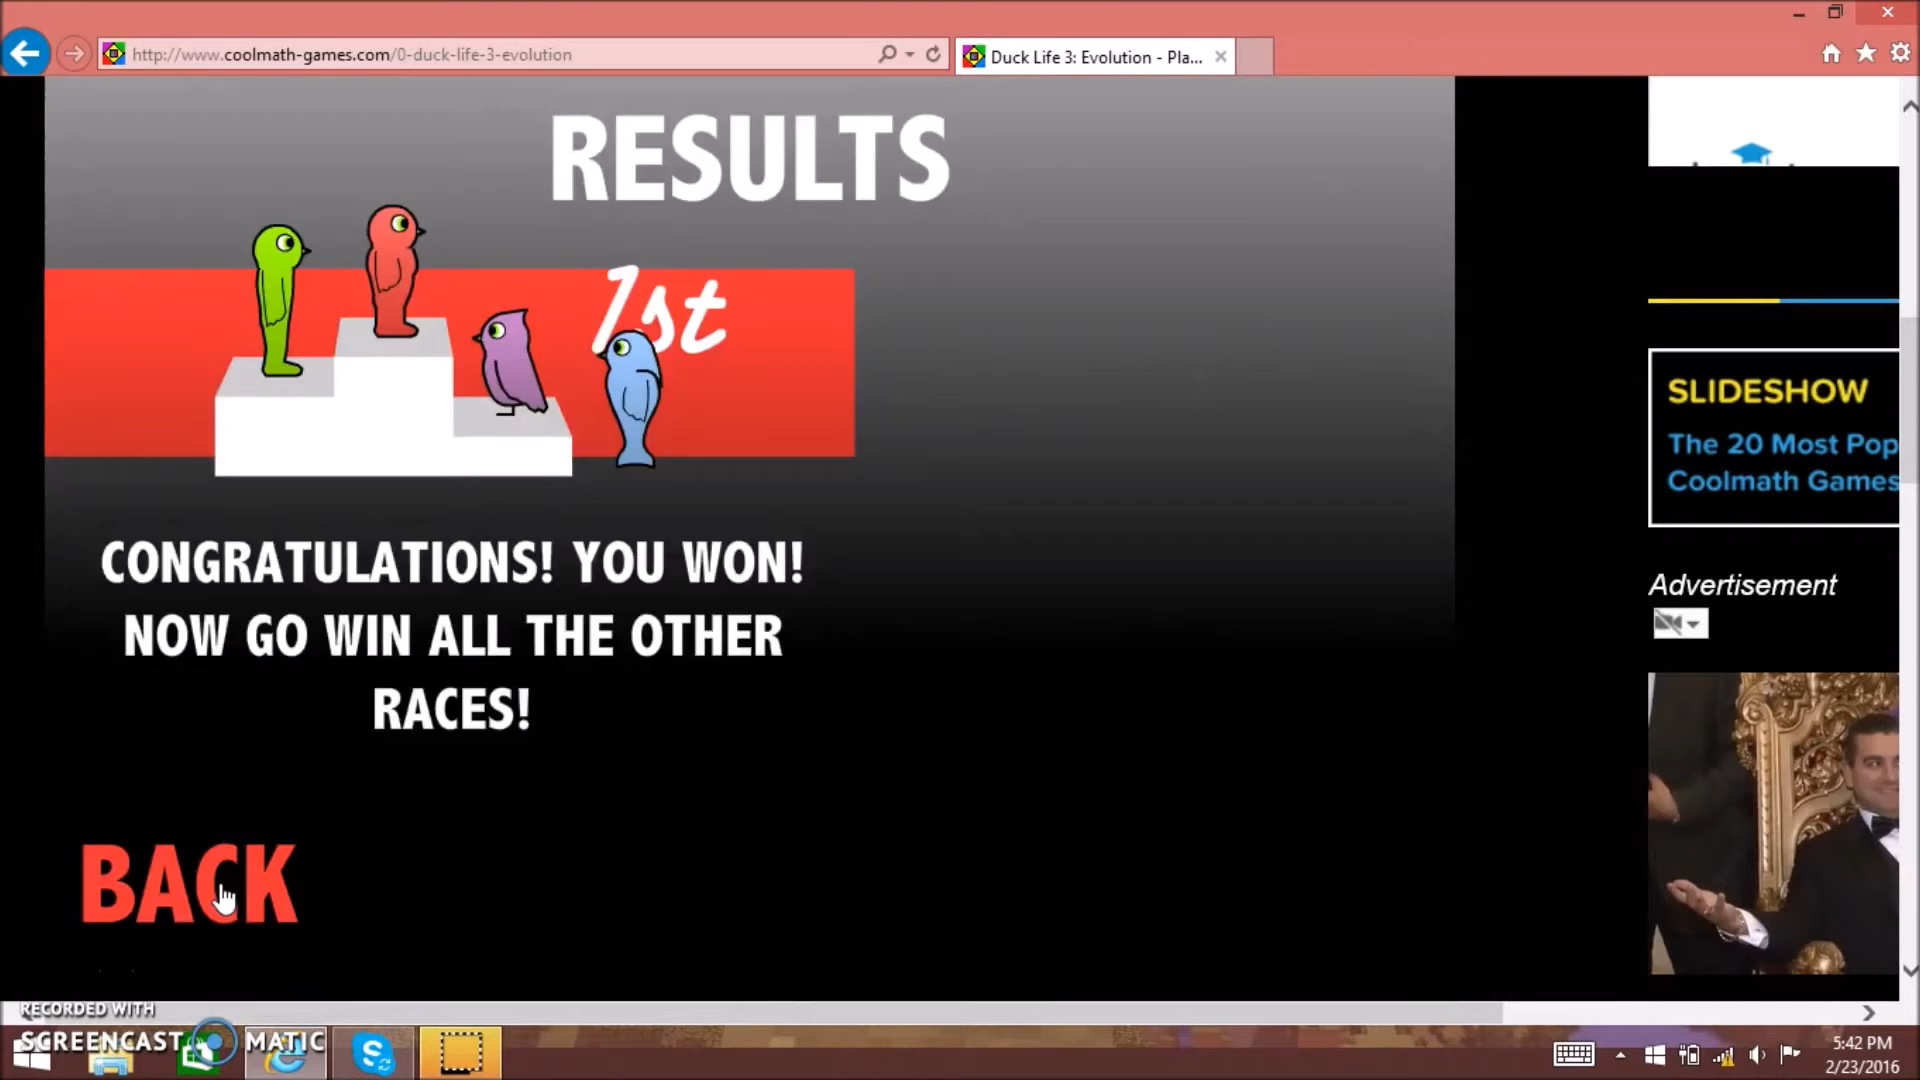 http://www.coolmath-games.com/0-duck-life-3-evolution
Duck Life 3: Evolution - Pla...
RESULTS
1st
CONGRATULATIONS! YOU WON!
NOW GO WIN ALL THE OTHER
RACES!
BACK
SLIDESHOW
The 20 Most Pop
Coolmath Games
Advertisement
RECORDED WITH
SCREENCAST MATIC
5:42 PM
2/23/2016